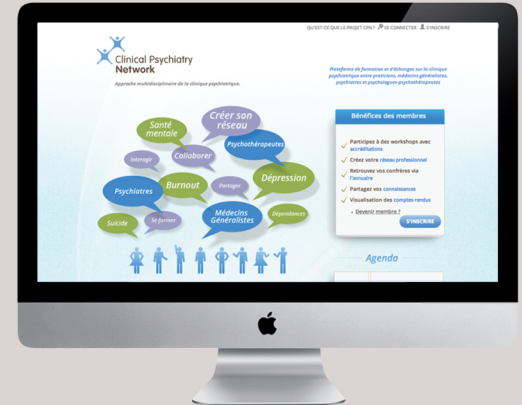 QU'EST-CE QUE LE PROJET CPN ? SE CONNECTER S'INSCRIRE
Clinical Psychiatry
Network
Approche multidisciplinaire de la clinique psychiatrique.
Plateforme de formation et d'échanges sur la clinique
psychiatrique entre praticiens, médecins généralistes,
psychiatres et psychologues-psychothérapeutes
Santé
mentale
Créer son
réseau
Psychothérapeutes
Interagir
Collaborer
Psychiatres
Burnout
Partager
Dépression
Suicide
Se former
Médecins
Généralistes
Dépendances
Bénéfices des membres
Participez à des workshops avec
accréditations
Créez votre réseau professionnel
Retrouvez vos confrères via
l'annuaire
Partagez vos connaissances
Visualisation des comptes-rendus
Devenir membre ?
S'INSCRIRE
Agenda